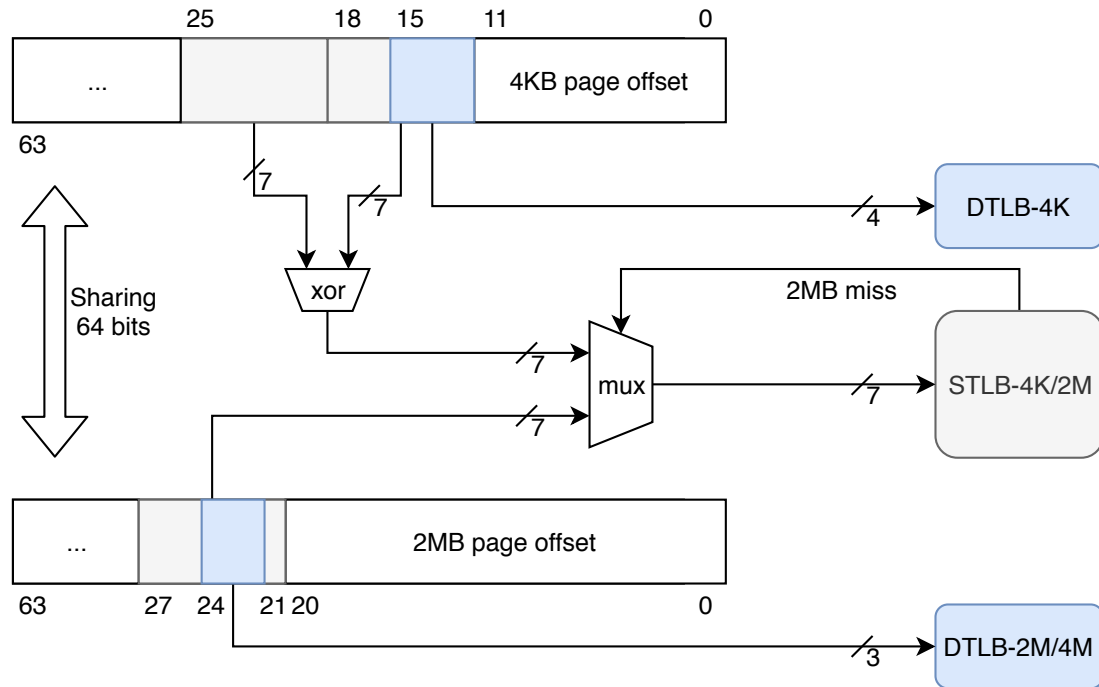 25 18 15 11 0
... 4KB page offset
63
7 7
4 DTLB-4K
Sharing
64 bits
xor
2MB miss
7
mux
7 STLB-4K/2M
7
... 2MB page offset
63 27 24 21 20 0
3 DTLB-2M/4M